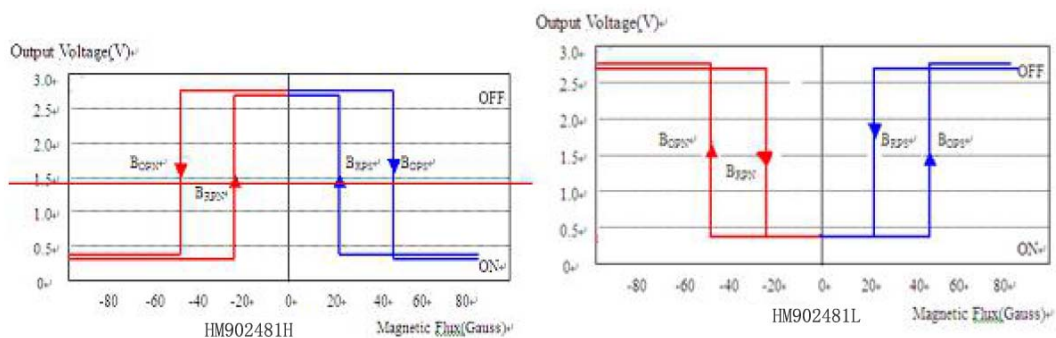 Output Voltage(V)
3.0
2.5
2.0
1.5
1.0
0.5
0
OFF
BOPN
BRPN
BRPS
BOPS
ON
-80 -60 -40 -20 0 20 40 60 80
HM902481H
Magnetic Flux(Gauss)
Output Voltage(V)
3.0
2.5
2.0
1.5
1.0
0.5
0
OFF
BOPN
BRPN
BRPS
BOPS
ON
-80 -60 -40 -20 0 20 40 60 80
HM902481L
Magnetic Flux(Gauss)